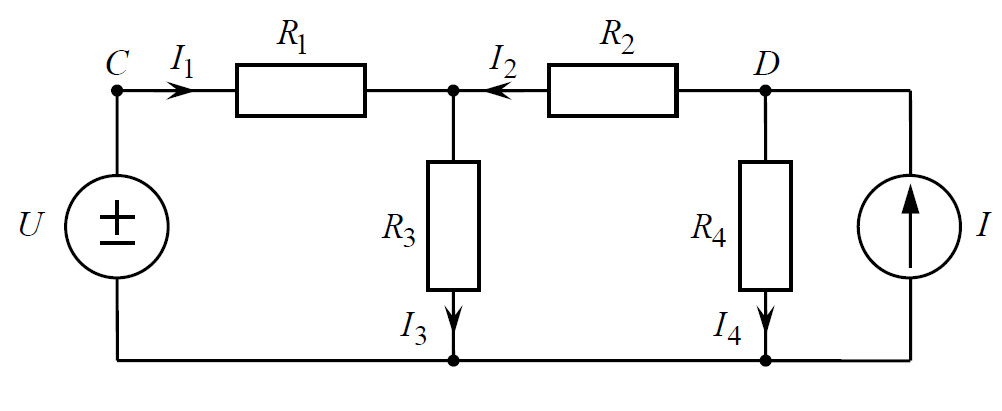 C I₁ R₁ I₂ R₂ D
U ± R₃ R₄ I
I₃ I₄